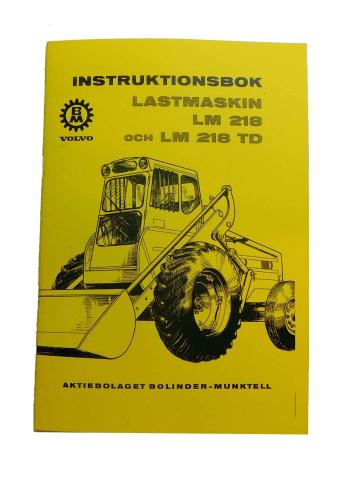 INSTRUKTIONSBOK
LASTMASKIN
LM 218
OCH LM 218 TD
BM
VOLVO
AKTIEBOLAGET BOLINDER-MUNKTELL